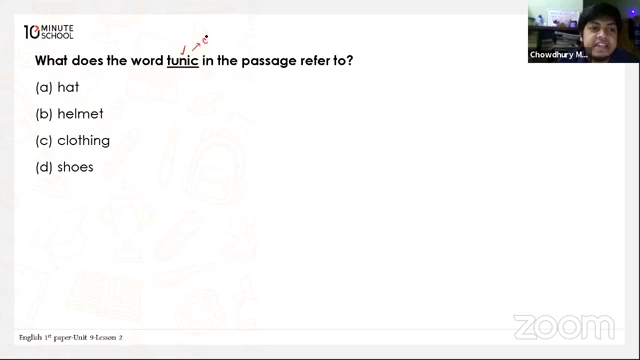 10 MINUTE
SCHOOL
What does the word tunic in the passage refer to?
(a) hat
(b) helmet
(c) clothing
(d) shoes
Chowdhury M...
zoom
English 1st paper-Unit 9-Lesson 2